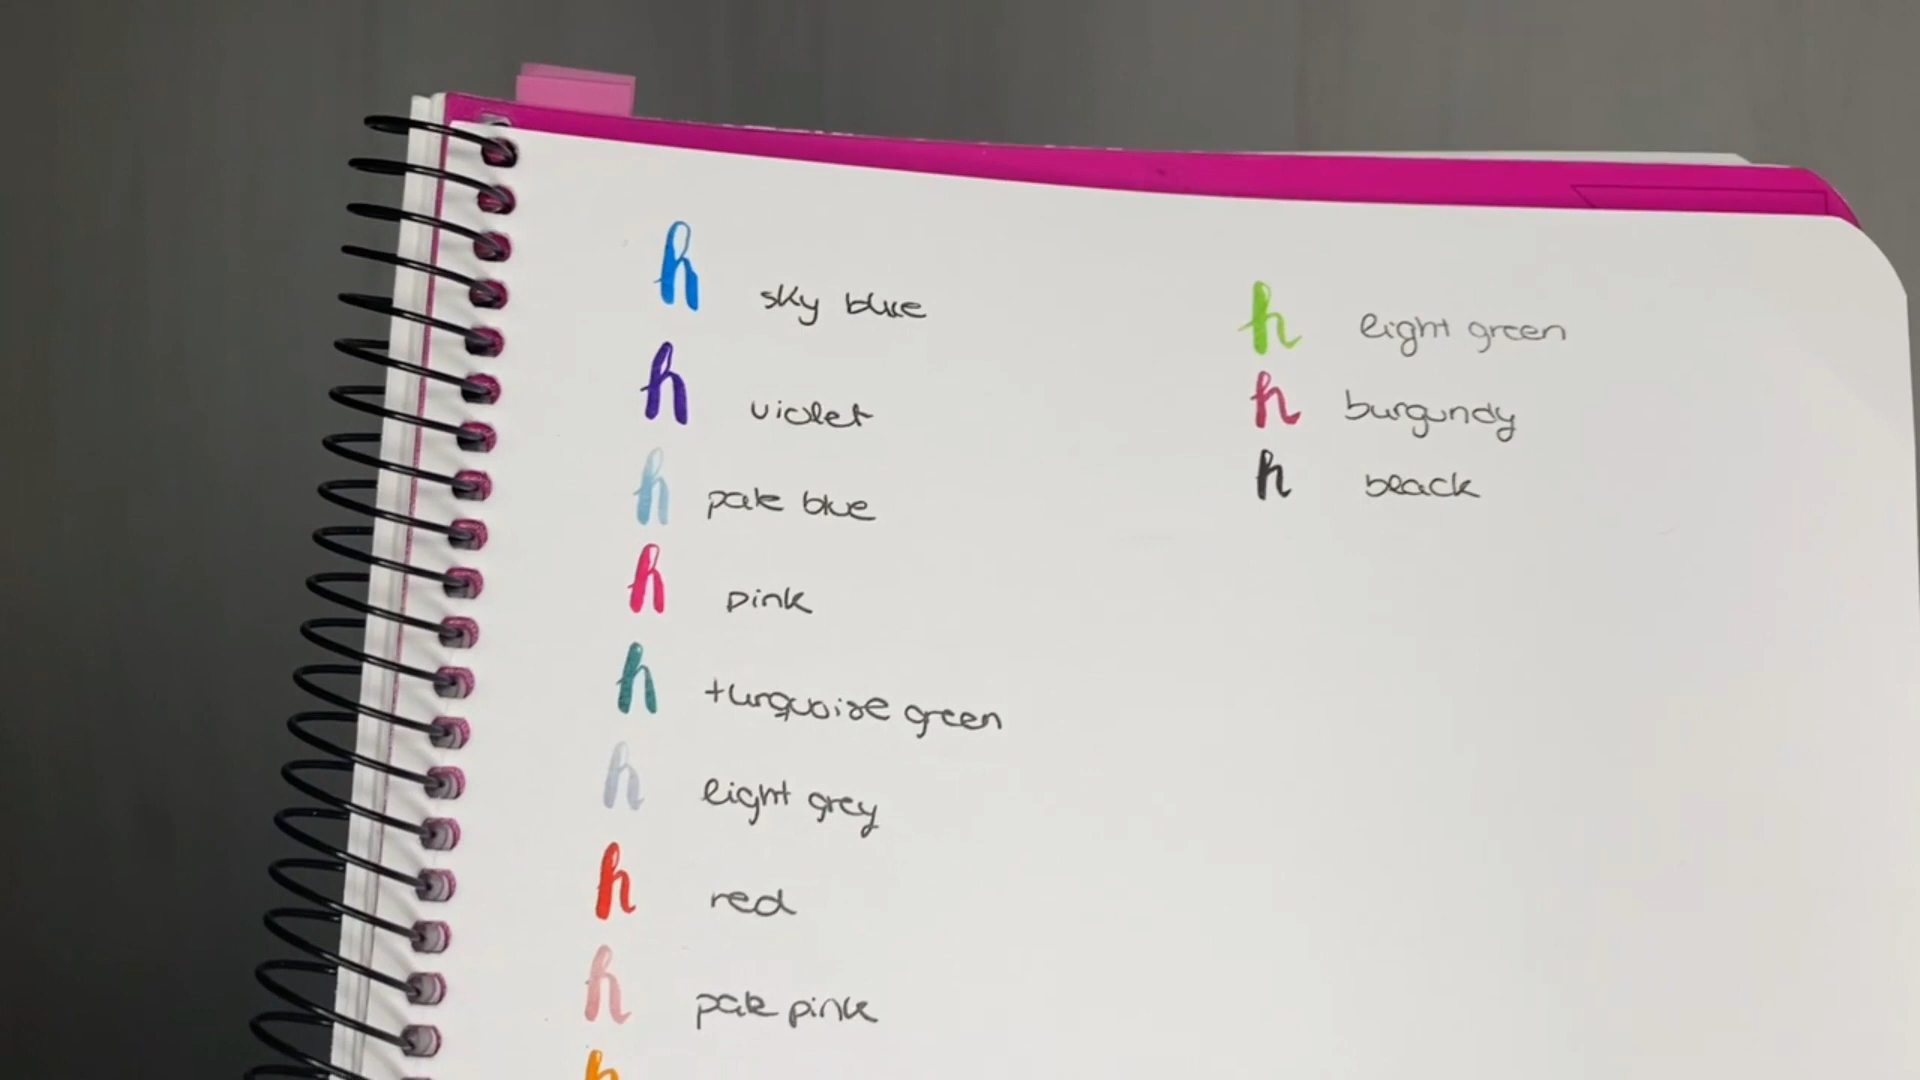 h sky blue
h violet
h pale blue
h pink
h turquoise green
h light grey
h red
h pale pink
h
h light green
h burgundy
h black